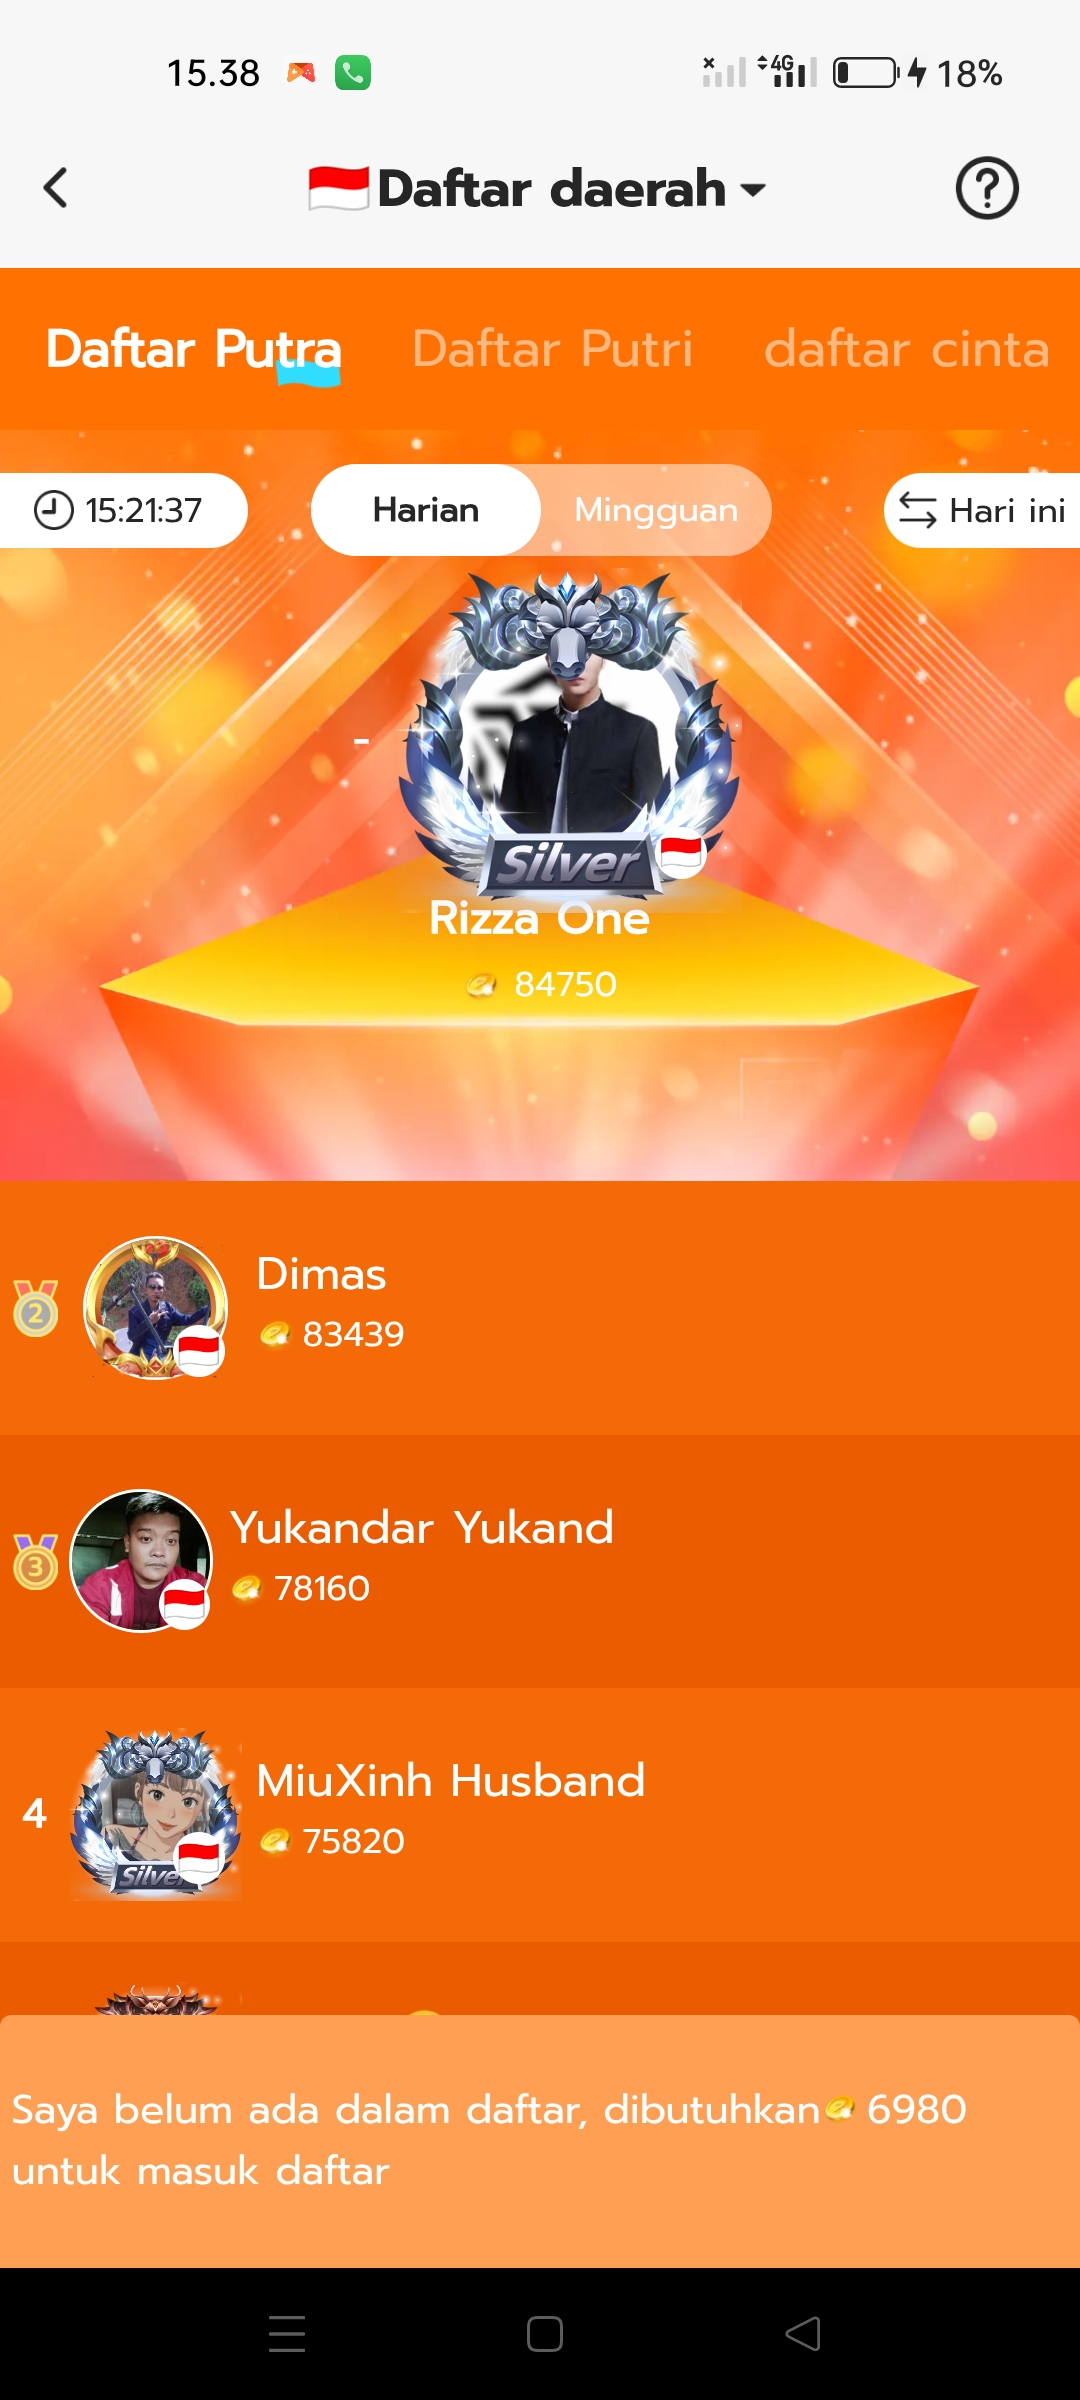 15.38
4G
18%
Daftar daerah
Daftar Putra
Daftar Putri
daftar cinta
15:21:37
Harian
Mingguan
Hari ini
-
Silver
Rizza One
84750
2
Dimas
83439
3
Yukandar Yukand
78160
4
MiuXinh Husband
75820
Silver
Saya belum ada dalam daftar, dibutuhkan 6980
untuk masuk daftar